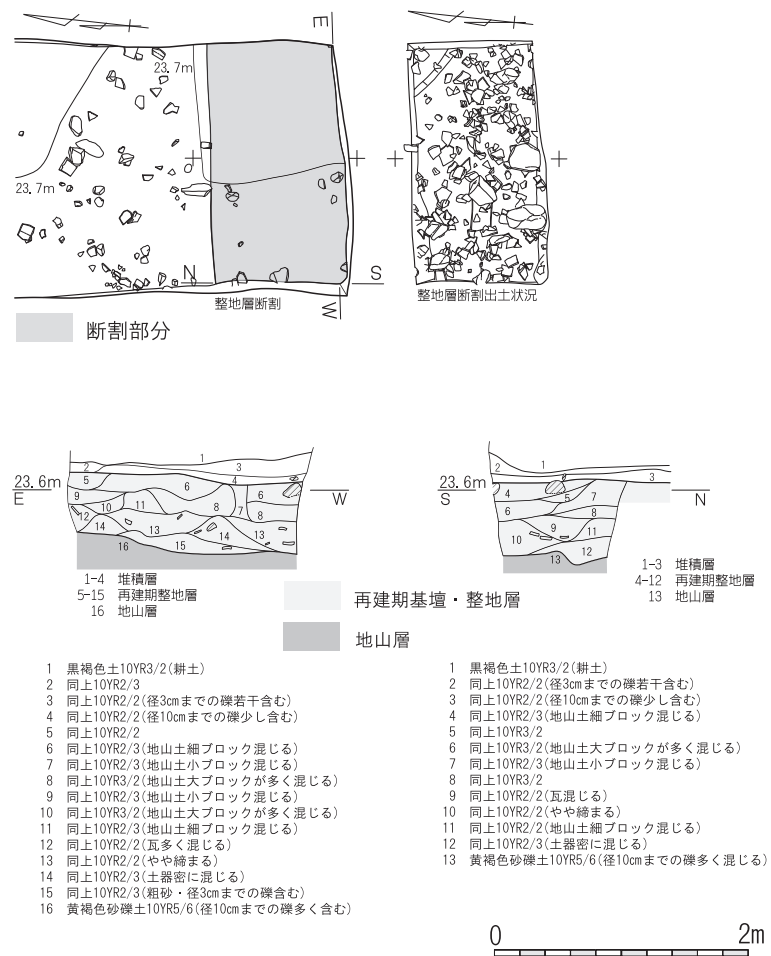 E
23.7m
23.7m
N
S
W
整地層断割
整地層断割出土状況
断割部分
1
2
3
4
5
6
6
9
10
11
8
7
8
12
14
13
14
13
16
15
23.6m
E
W
1-4 堆積層
5-15 再建期整地層
16 地山層
2
1
3
4
5
7
6
8
9
11
10
12
13
23.6m
S
N
1-3 堆積層
4-12 再建期整地層
13 地山層
再建期基壇・整地層
地山層
1 黒褐色土10YR3/2(耕土)
2 同上10YR2/3
3 同上10YR2/2(径3cmまでの礫若干含む)
4 同上10YR2/2(径10cmまでの礫少し含む)
5 同上10YR2/2
6 同上10YR2/3(地山土細ブロック混じる)
7 同上10YR2/3(地山土小ブロック混じる)
8 同上10YR3/2(地山土大ブロックが多く混じる)
9 同上10YR2/3(地山土小ブロック混じる)
10 同上10YR3/2(地山土大ブロックが多く混じる)
11 同上10YR2/3(地山土細ブロック混じる)
12 同上10YR2/2(瓦多く混じる)
13 同上10YR2/2(やや締まる)
14 同上10YR2/3(土器密に混じる)
15 同上10YR2/3(粗砂・径3cmまでの礫含む)
16 黄褐色砂礫土10YR5/6(径10cmまでの礫多く含む)
1 黒褐色土10YR3/2(耕土)
2 同上10YR2/2(径3cmまでの礫若干含む)
3 同上10YR2/2(径10cmまでの礫少し含む)
4 同上10YR2/3(地山土細ブロック混じる)
5 同上10YR3/2
6 同上10YR3/2(地山土大ブロックが多く混じる)
7 同上10YR2/3(地山土小ブロック混じる)
8 同上10YR3/2
9 同上10YR2/2(瓦混じる)
10 同上10YR2/2(やや締まる)
11 同上10YR2/2(地山土細ブロック混じる)
12 同上10YR2/3(土器密に混じる)
13 黄褐色砂礫土10YR5/6(径10cmまでの礫多く混じる)
0 2m